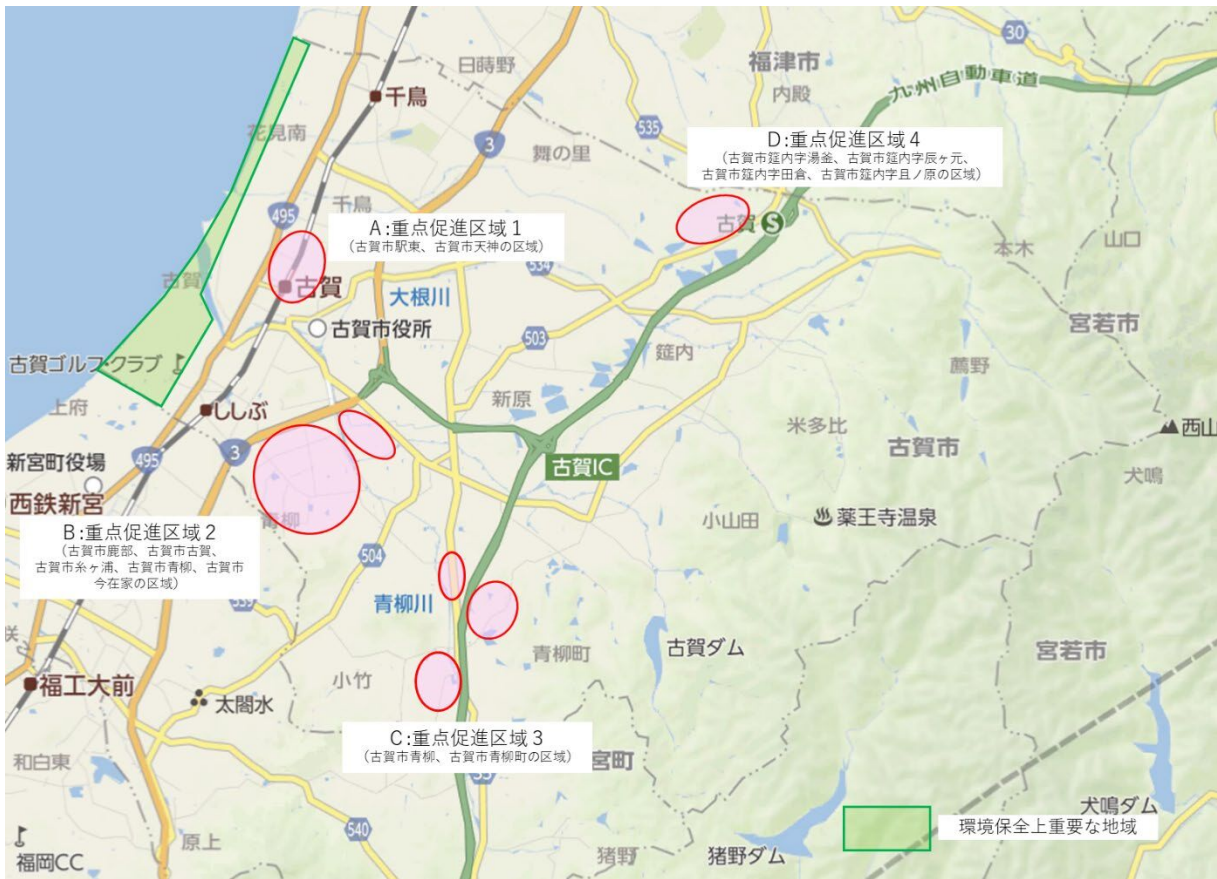 30
福津市
日蒔野
内殿
九州自動車道
千鳥
535
花見南
3
舞の里
D:重点促進区域4
(古賀市筵内字湯釜、古賀市筵内字辰ヶ元、
古賀市筵内字田倉、古賀市筵内字且ノ原の区域)
495
千鳥
A:重点促進区域1
(古賀市駅東、古賀市天神の区域)
古賀
S
山口
本木
534
古賀
古賀
大根川
宮若市
古賀市役所
503
筵内
古賀ゴルフ・クラブ
薦野
上府
ししぶ
新原
米多比
西山
3
古賀市
新宮町役場
495
古賀IC
犬鳴
西鉄新宮
青柳
小山田
薬王寺温泉
B:重点促進区域2
(古賀市鹿部、古賀市古賀、
古賀市糸ヶ浦、古賀市青柳、古賀市
今在家の区域)
504
青柳川
古賀ダム
宮若市
青柳町
小竹
福工大前
太閤水
C:重点促進区域3
(古賀市青柳、古賀市青柳町の区域)
和白東
宮町
35
犬鳴ダム
環境保全上重要な地域
540
原上
福岡CC
猪野
猪野ダム